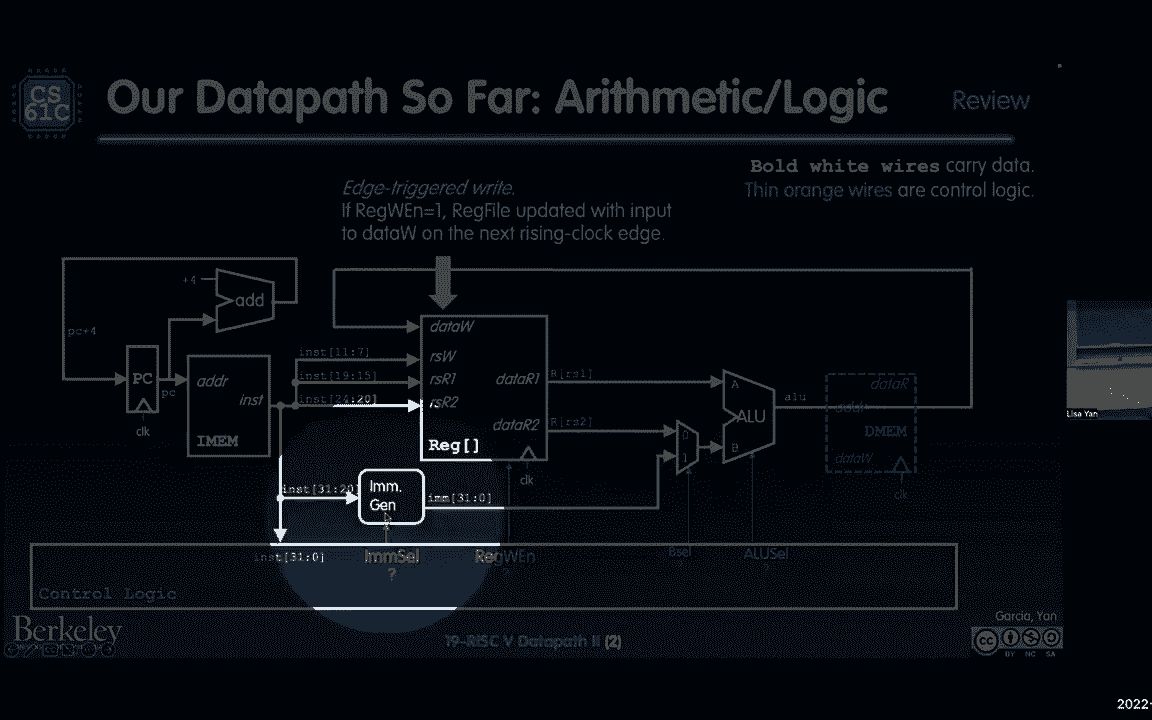 CS
61C
Our Datapath So Far: Arithmetic/Logic
Review
Bold white wires carry data.
Thin orange wires are control logic.
Edge-triggered write.
If RegWEn=1, RegFile updated with input
to dataW on the next rising-clock edge.
+4
add
pc+4
PC
pc
clk
addr
inst
IMEM
inst[11:7]
inst[19:15]
inst[24:20]
dataW
rsW
rsR1
rsR2
dataR1
dataR2
Reg[]
clk
R[rs1]
R[rs2]
0
1
A
ALU
B
alu
dataR
addr
DMEM
dataW
clk
inst[31:20]
Imm.
Gen
imm[31:0]
inst[31:0]
ImmSel
?
RegWEn
Bsel
ALUSel
Control Logic
Berkeley
19-RISC V Datapath II (2)
Garcia, Yan
cc
BY NC SA
Lisa Yan
2022-